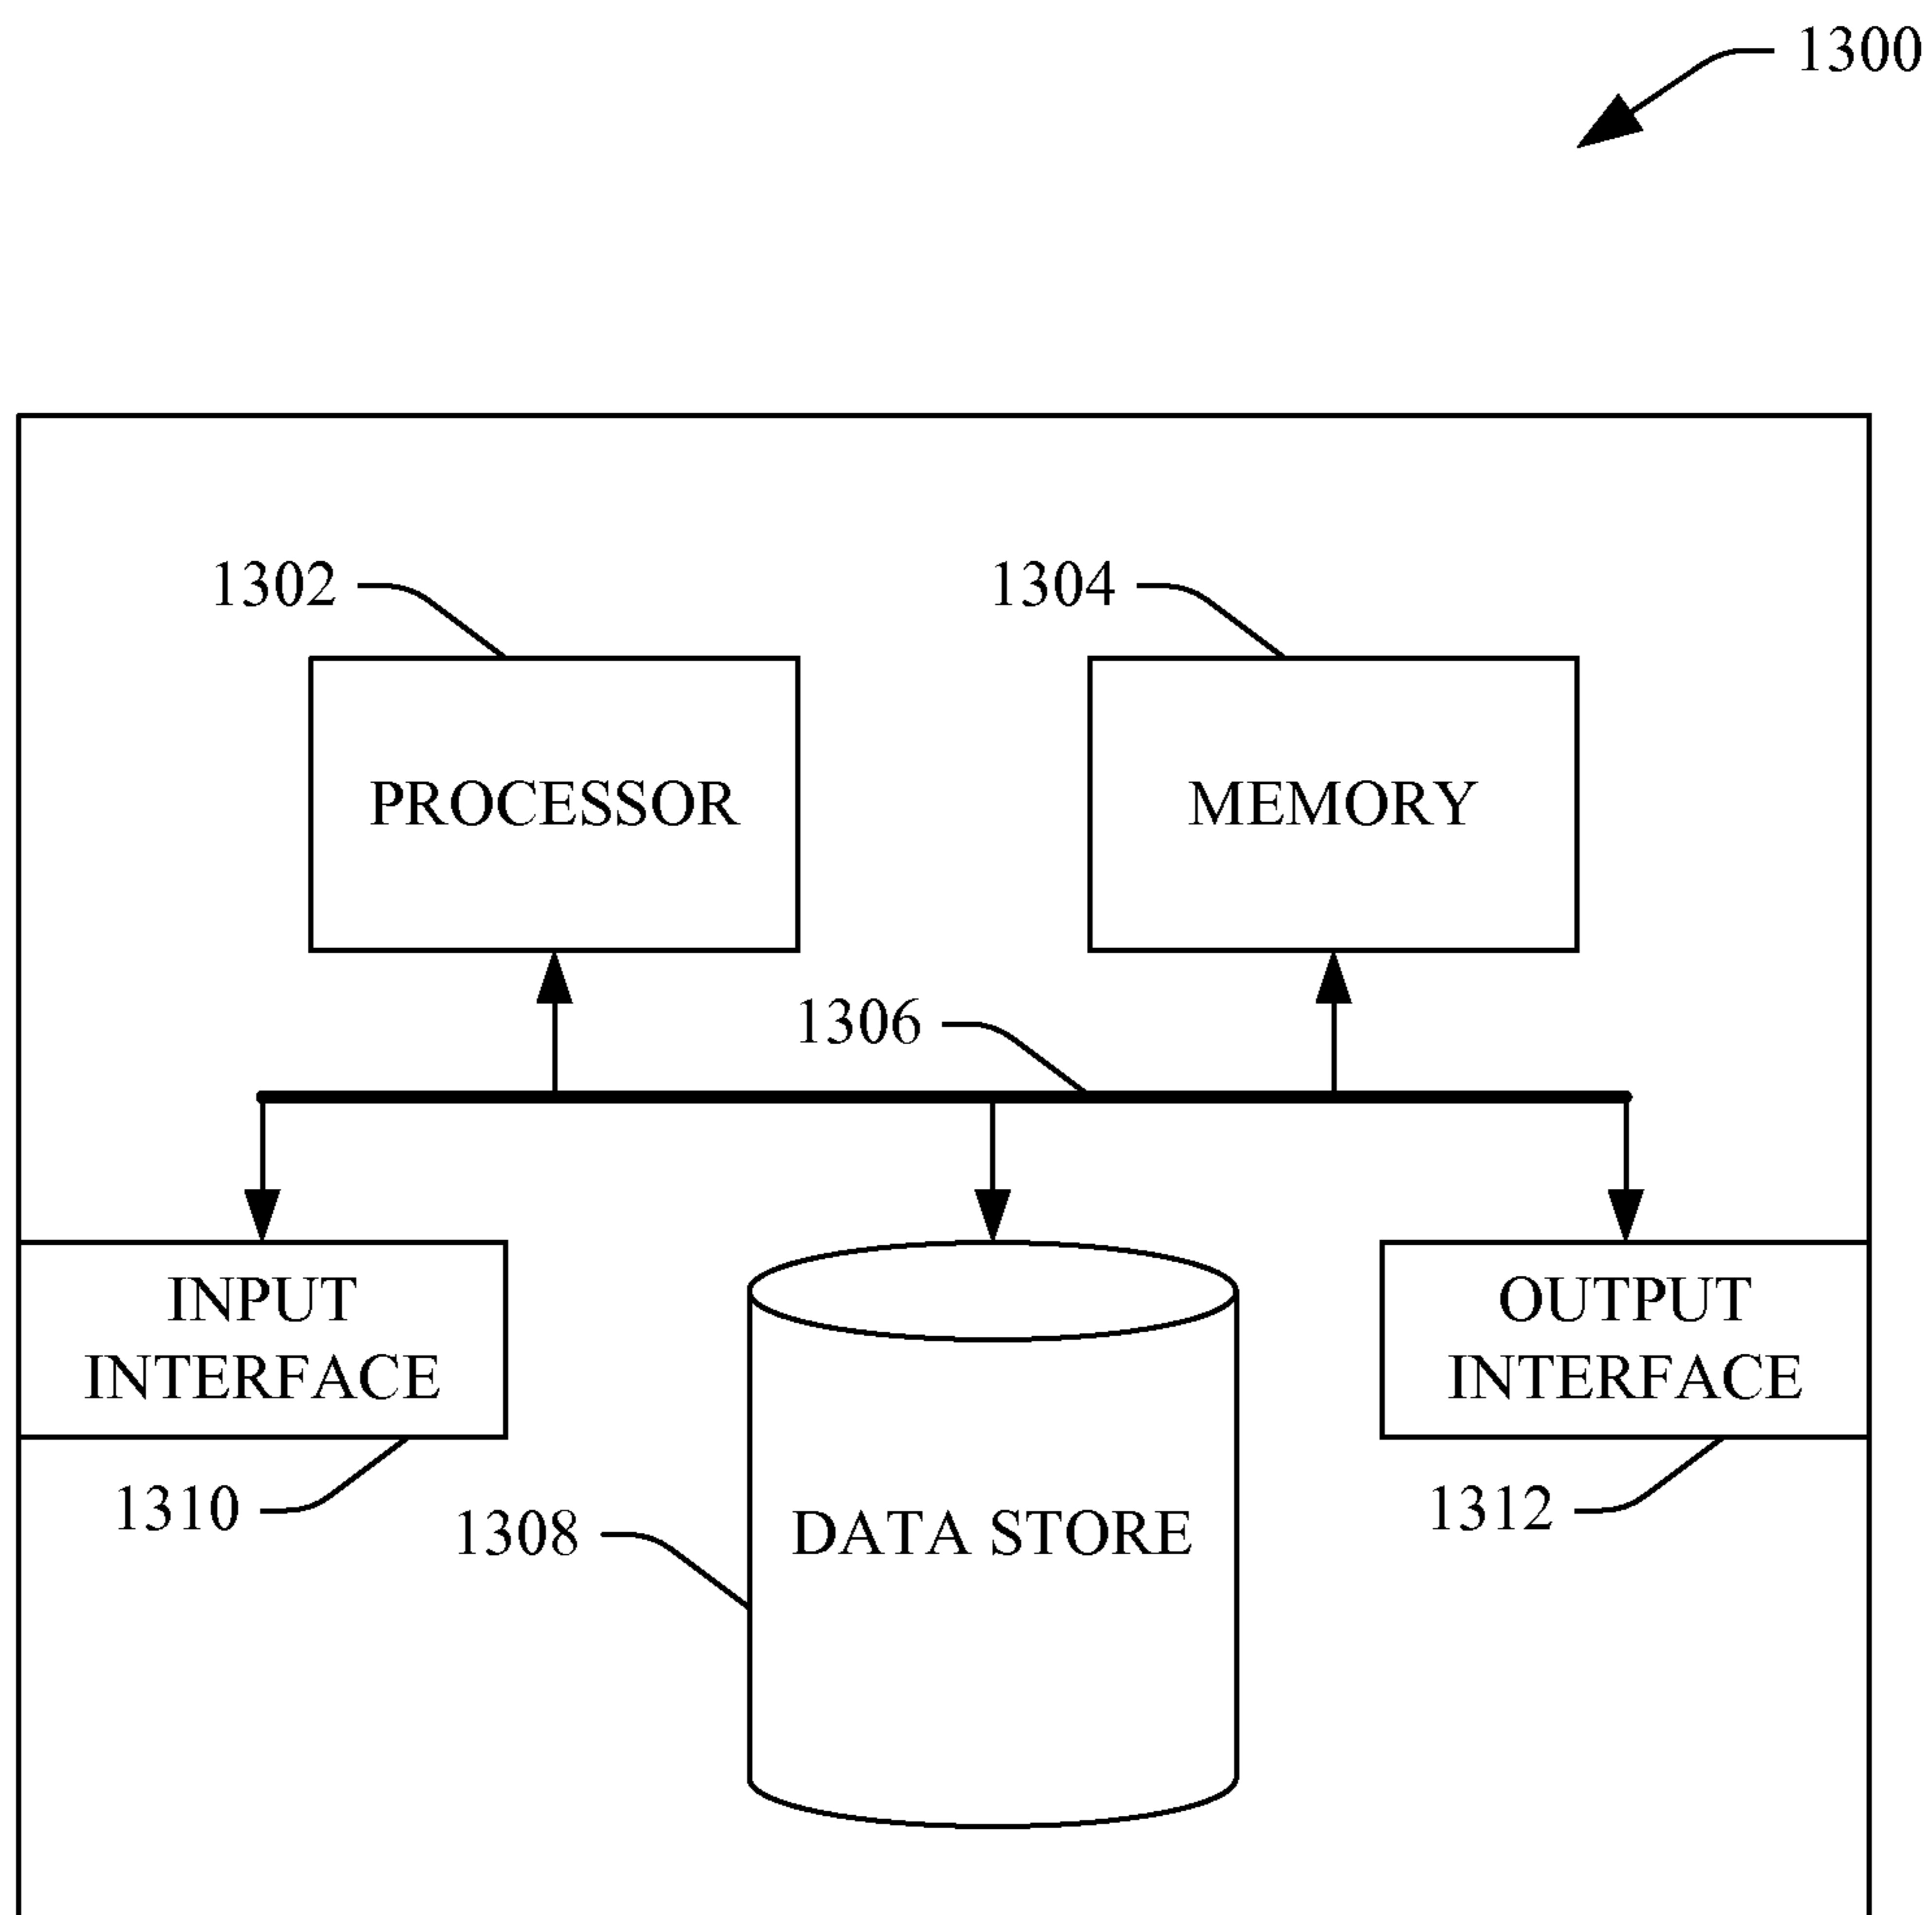 1300
1302
1304
PROCESSOR
MEMORY
1306
INPUT
INTERFACE
OUTPUT
INTERFACE
1310
1308
DATA STORE
1312